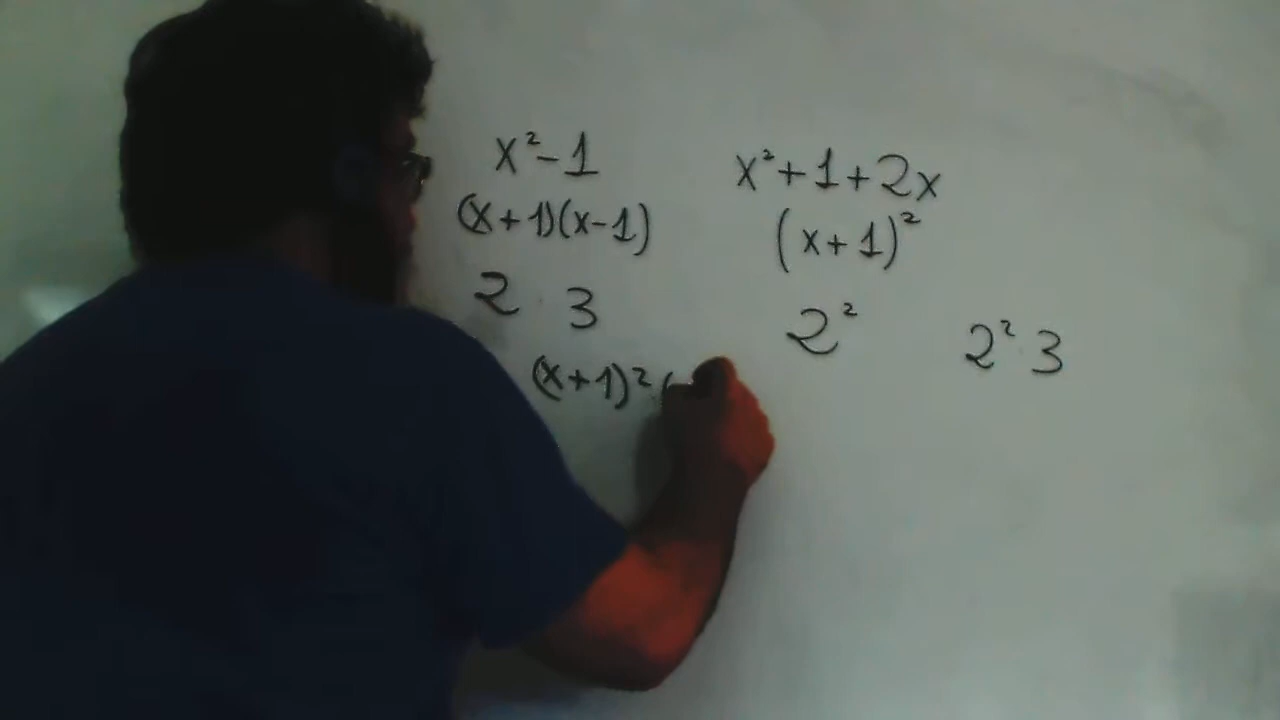 x²-1
(x+1)(x-1)
2 · 3
(x+1)² (
x²+1+2x
(x+1)²
2²
2² · 3